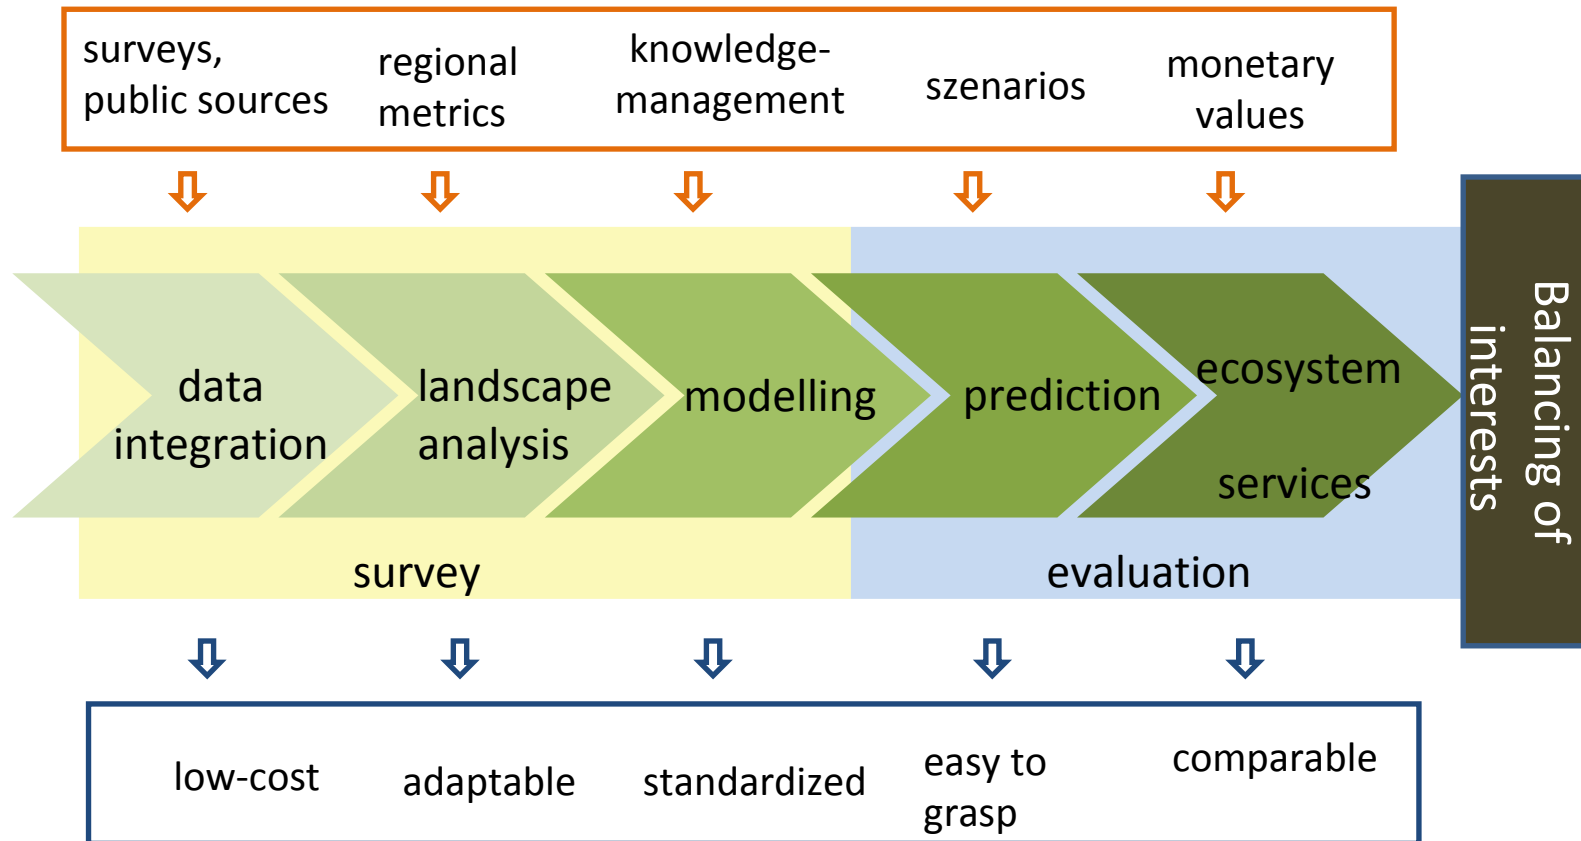 surveys,
public sources
regional
metrics
knowledge-
management
szenarios
monetary
values
data
integration
landscape
analysis
modelling
prediction
ecosystem
services
survey
evaluation
Balancing of
interests
low-cost
adaptable
standardized
easy to
grasp
comparable